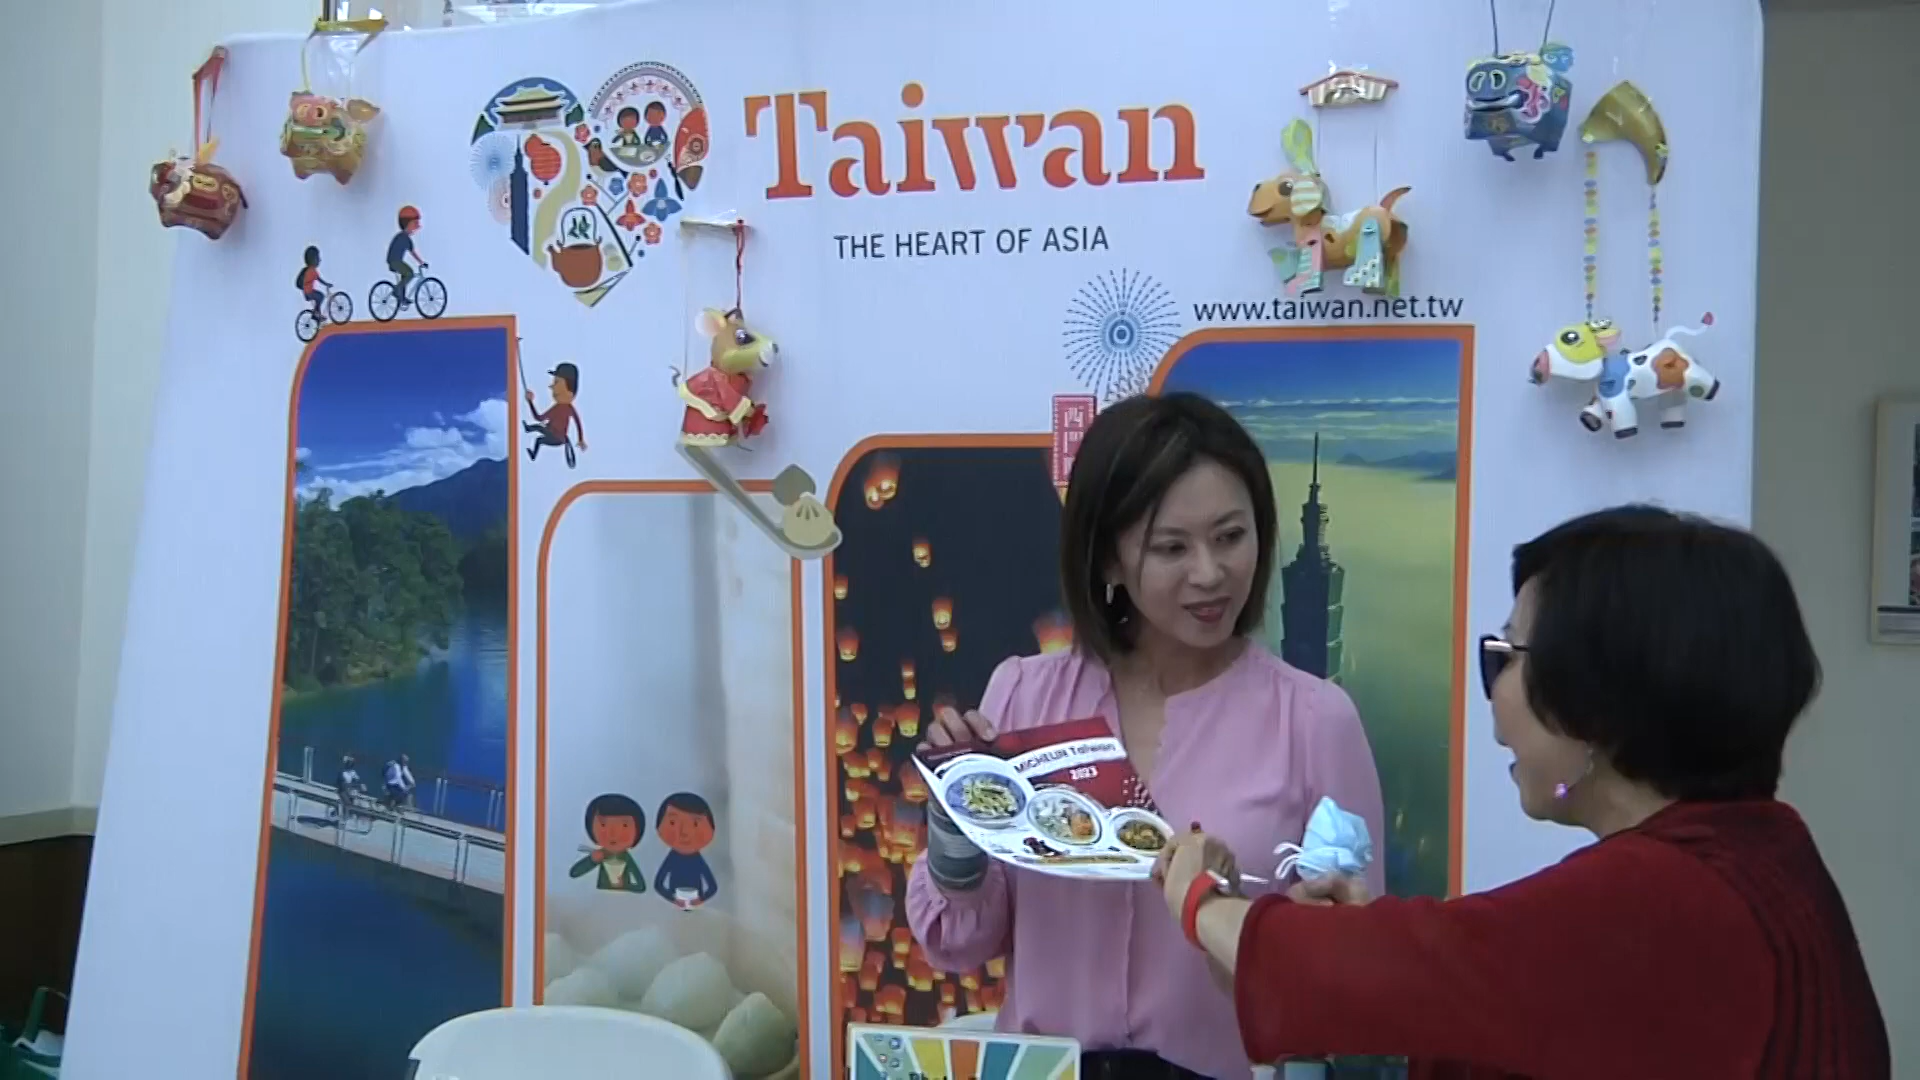 Taiwan
THE HEART OF ASIA
www.taiwan.net.tw
MICHELIN Taiwan
2023